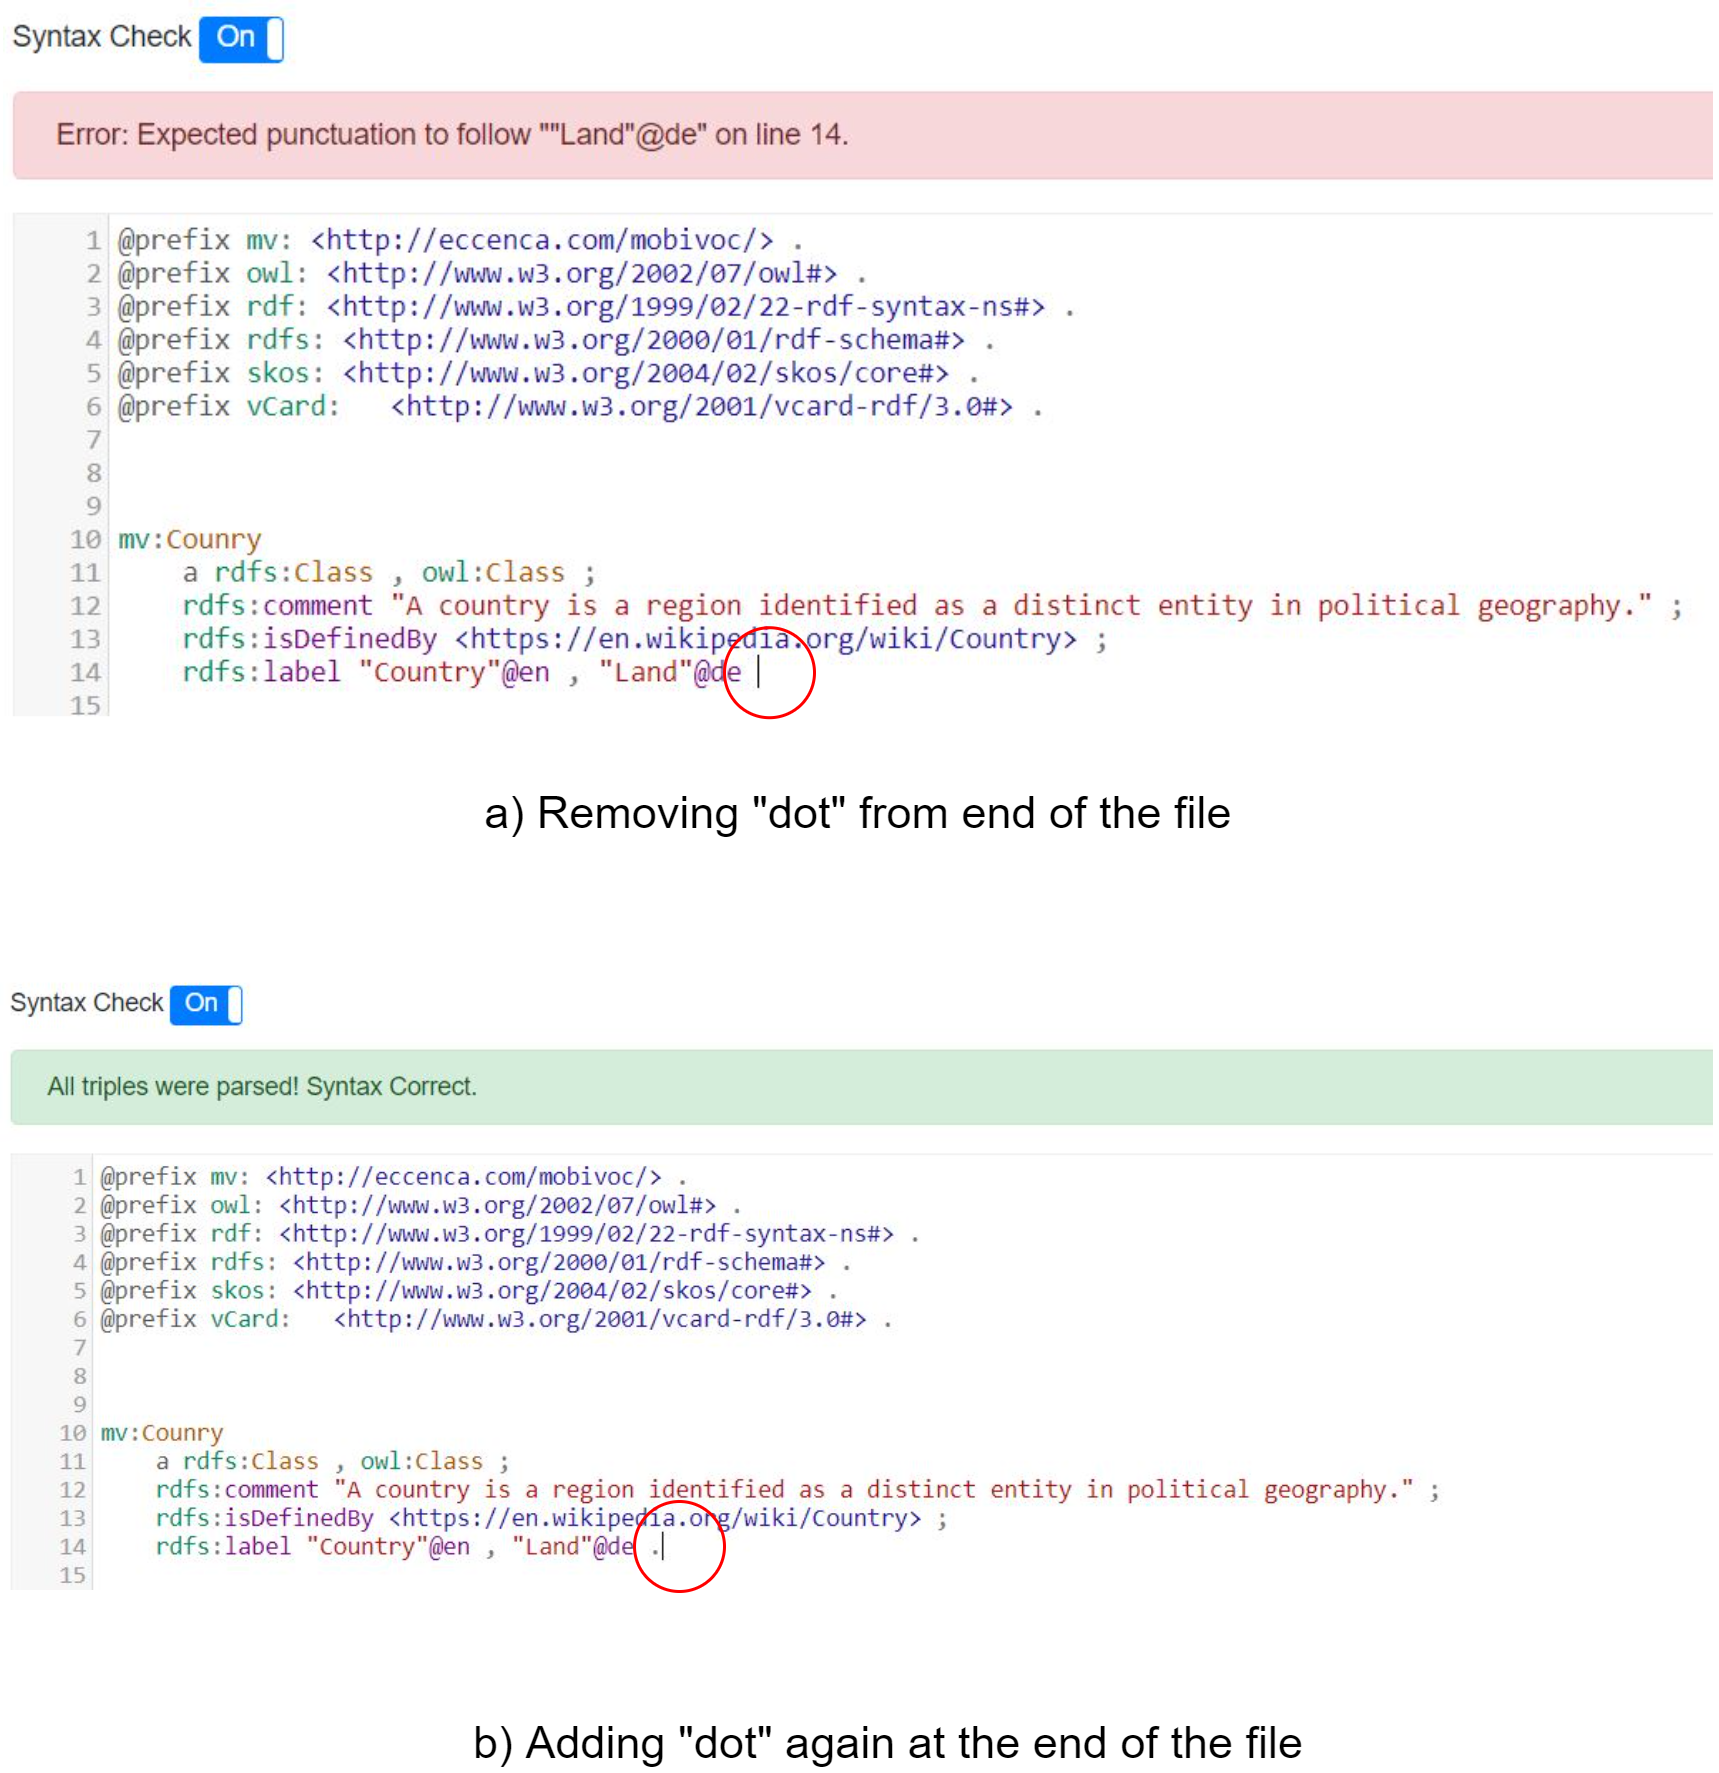 Syntax Check On
Error: Expected punctuation to follow ""Land"@de" on line 14.
1 @prefix mv: <http://eccenca.com/mobivoc/> .
2 @prefix owl: <http://www.w3.org/2002/07/owl#> .
3 @prefix rdf: <http://www.w3.org/1999/02/22-rdf-syntax-ns#> .
4 @prefix rdfs: <http://www.w3.org/2000/01/rdf-schema#> .
5 @prefix skos: <http://www.w3.org/2004/02/skos/core#> .
6 @prefix vCard:   <http://www.w3.org/2001/vcard-rdf/3.0#> .
7
8
9
10 mv:Counry
11     a rdfs:Class , owl:Class ;
12     rdfs:comment "A country is a region identified as a distinct entity in political geography." ;
13     rdfs:isDefinedBy <https://en.wikipedia.org/wiki/Country> ;
14     rdfs:label "Country"@en , "Land"@de
15
a) Removing "dot" from end of the file
Syntax Check On
All triples were parsed! Syntax Correct.
1 @prefix mv: <http://eccenca.com/mobivoc/> .
2 @prefix owl: <http://www.w3.org/2002/07/owl#> .
3 @prefix rdf: <http://www.w3.org/1999/02/22-rdf-syntax-ns#> .
4 @prefix rdfs: <http://www.w3.org/2000/01/rdf-schema#> .
5 @prefix skos: <http://www.w3.org/2004/02/skos/core#> .
6 @prefix vCard:   <http://www.w3.org/2001/vcard-rdf/3.0#> .
7
8
9
10 mv:Counry
11     a rdfs:Class , owl:Class ;
12     rdfs:comment "A country is a region identified as a distinct entity in political geography." ;
13     rdfs:isDefinedBy <https://en.wikipedia.org/wiki/Country> ;
14     rdfs:label "Country"@en , "Land"@de .
15
b) Adding "dot" again at the end of the file